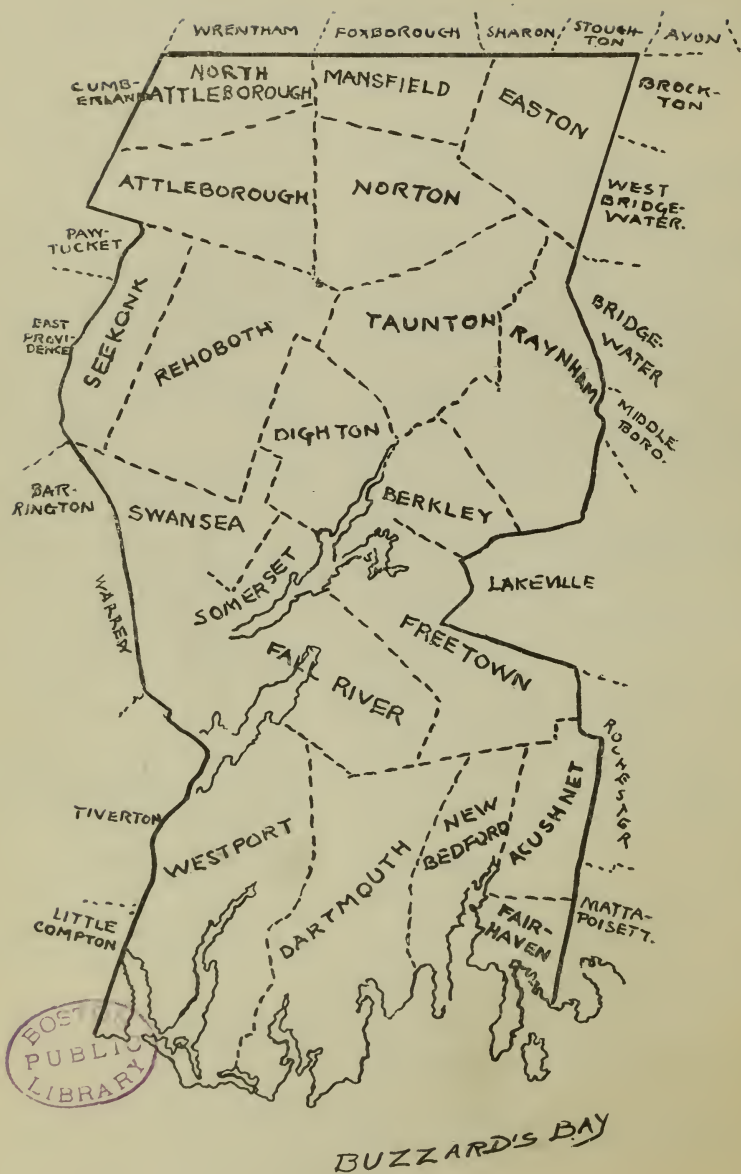 WRENTHAM
FOXBOROUGH
SHARON
STOUGH-
TON
AVON
CUMB-
ERLAND
NORTH
ATTLEBOROUGH
MANSFIELD
EASTON
BROCK-
TON
ATTLEBOROUGH
NORTON
WEST
BRIDGE-
WATER.
PAW-
TUCKET
SEEKONK
REHOBOTH
TAUNTON
RAYNHAM
BRIDGE-
WATER
EAST
PROVI-
DENCE
DIGHTON
MIDDLE
BORO.
BAR-
RINGTON
SWANSEA
BERKLEY
SOMERSET
LAKEVILLE
WARREN
FREETOWN
FALL
RIVER
ROCHESTER
TIVERTON
WESTPORT
DARTMOUTH
NEW
BEDFORD
ACUSHNET
LITTLE
COMPTON
FAIR-
HAVEN
MATTA-
POISETT.
BOSTON
PUBLIC
LIBRARY
BUZZARD'S BAY